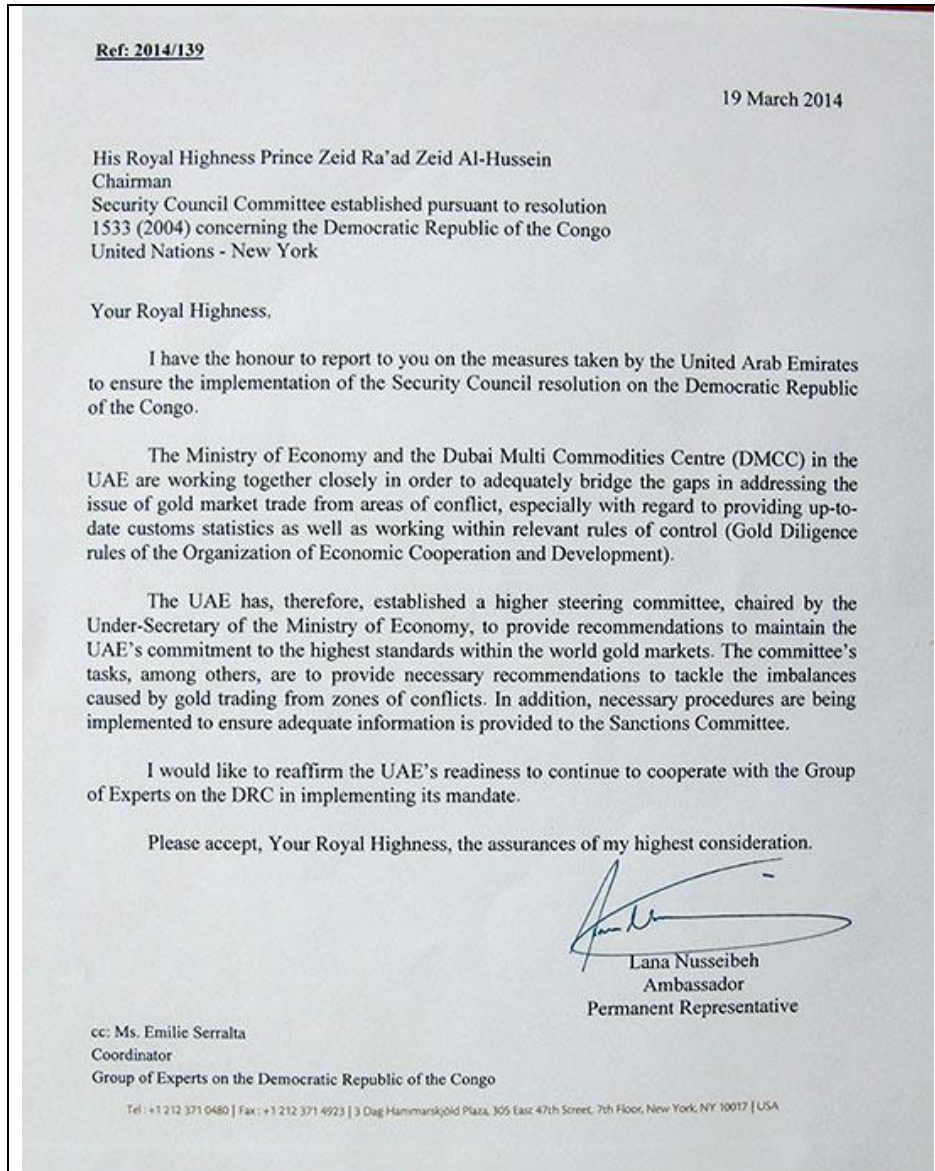 Ref: 2014/139
19 March 2014
His Royal Highness Prince Zeid Ra'ad Zeid Al-Hussein
Chairman
Security Council Committee established pursuant to resolution
1533 (2004) concerning the Democratic Republic of the Congo
United Nations - New York
Your Royal Highness,
I have the honour to report to you on the measures taken by the United Arab Emirates
to ensure the implementation of the Security Council resolution on the Democratic Republic
of the Congo.
The Ministry of Economy and the Dubai Multi Commodities Centre (DMCC) in the
UAE are working together closely in order to adequately bridge the gaps in addressing the
issue of gold market trade from areas of conflict, especially with regard to providing up-to-
date customs statistics as well as working within relevant rules of control (Gold Diligence
rules of the Organization of Economic Cooperation and Development).
The UAE has, therefore, established a higher steering committee, chaired by the
Under-Secretary of the Ministry of Economy, to provide recommendations to maintain the
UAE's commitment to the highest standards within the world gold markets. The committee's
tasks, among others, are to provide necessary recommendations to tackle the imbalances
caused by gold trading from zones of conflicts. In addition, necessary procedures are being
implemented to ensure adequate information is provided to the Sanctions Committee.
I would like to reaffirm the UAE's readiness to continue to cooperate with the Group
of Experts on the DRC in implementing its mandate.
Please accept, Your Royal Highness, the assurances of my highest consideration.
Lana Nusseibeh
Ambassador
Permanent Representative
cc: Ms. Emilie Serralta
Coordinator
Group of Experts on the Democratic Republic of the Congo
Tel : +1 212 371 0480 | Fax : +1 212 371 4923 | 3 Dag Hammarskjöld Plaza, 305 East 47th Street, 7th Floor, New York, NY 10017 | USA